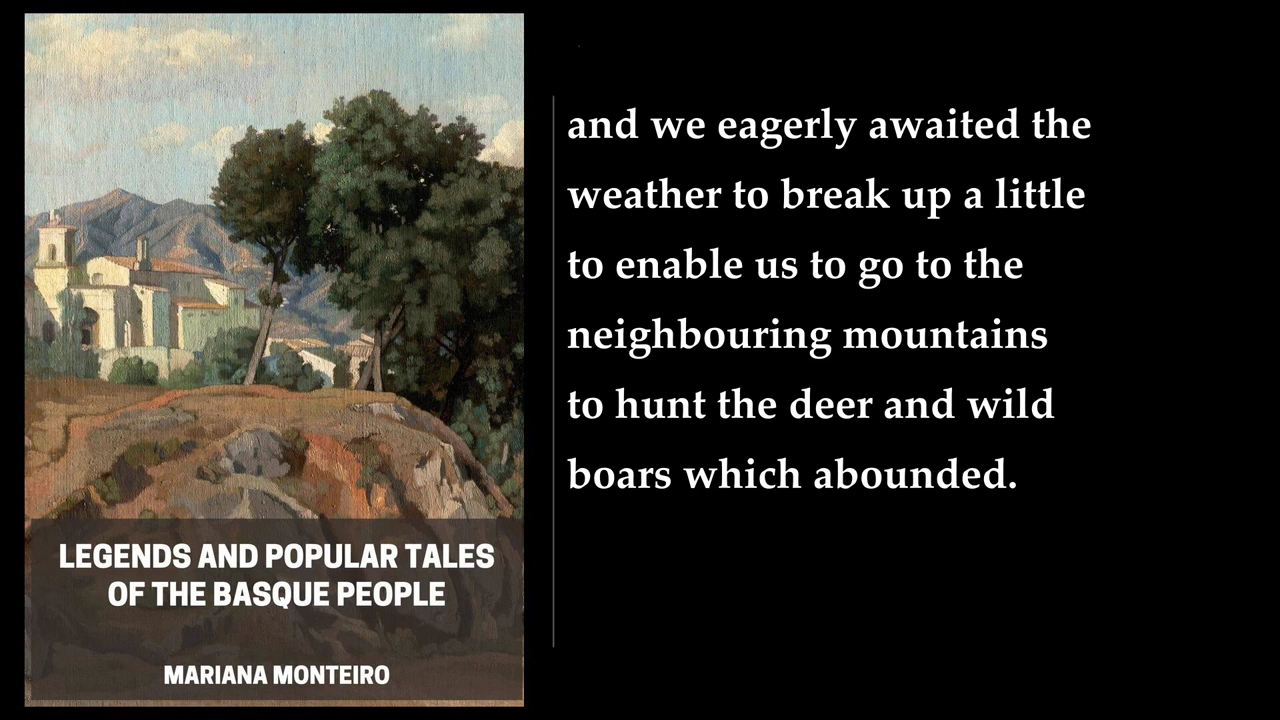 and we eagerly awaited the
weather to break up a little
to enable us to go to the
neighbouring mountains
to hunt the deer and wild
boars which abounded.
LEGENDS AND POPULAR TALES
OF THE BASQUE PEOPLE
MARIANA MONTEIRO